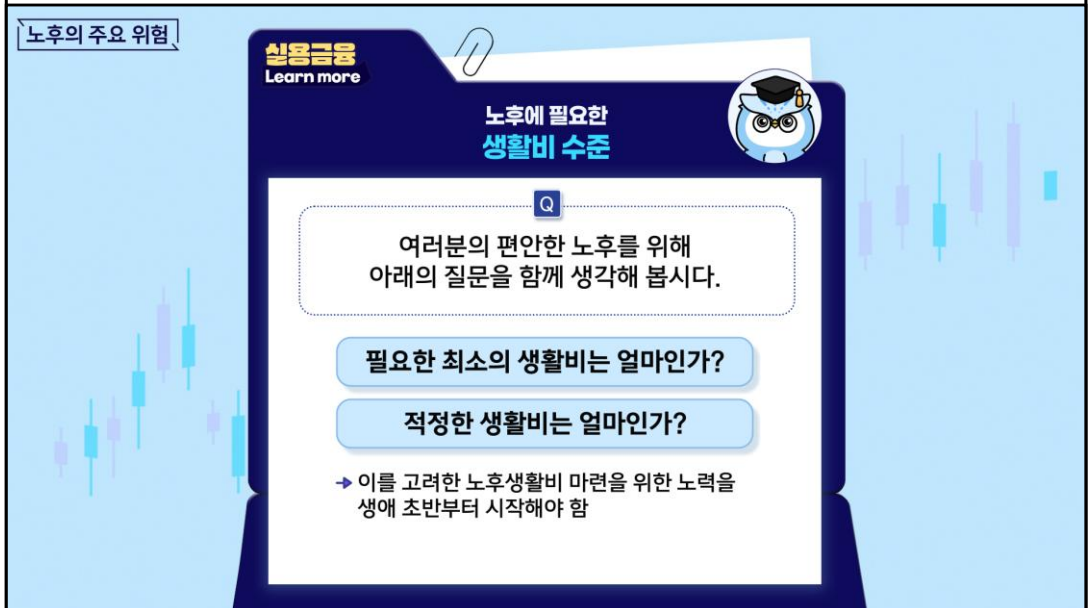 노후의 주요 위험
실용금융
Learn more
노후에 필요한
생활비 수준
Q
여러분의 편안한 노후를 위해
아래의 질문을 함께 생각해 봅시다.
필요한 최소의 생활비는 얼마인가?
적정한 생활비는 얼마인가?
→ 이를 고려한 노후생활비 마련을 위한 노력을
생애 초반부터 시작해야 함